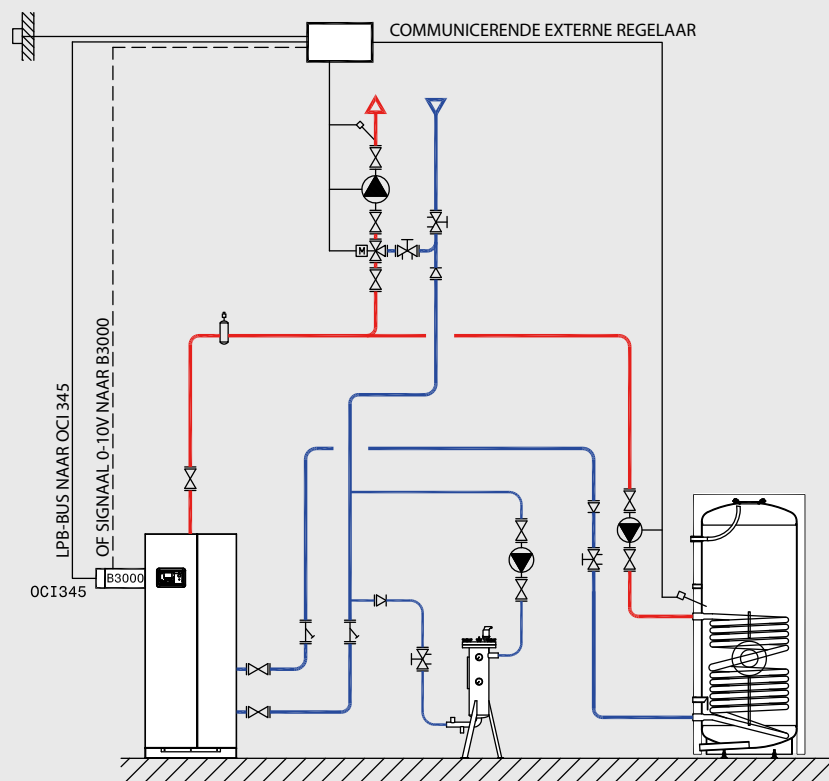 COMMUNICERENDE EXTERNE REGELAAR
M
LPB-BUS NAAR OCI 345
OF SIGNAAL 0-10V NAAR B3000
B3000
OCI345